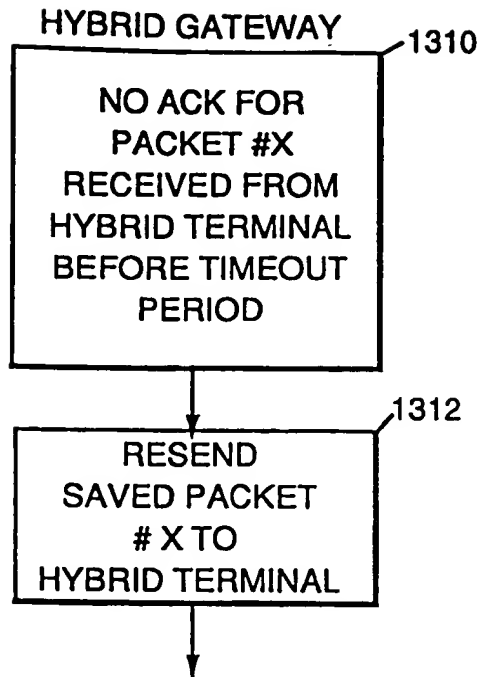 HYBRID GATEWAY
1310
NO ACK FOR
PACKET #X
RECEIVED FROM
HYBRID TERMINAL
BEFORE TIMEOUT
PERIOD
1312
RESEND
SAVED PACKET
# X TO
HYBRID TERMINAL